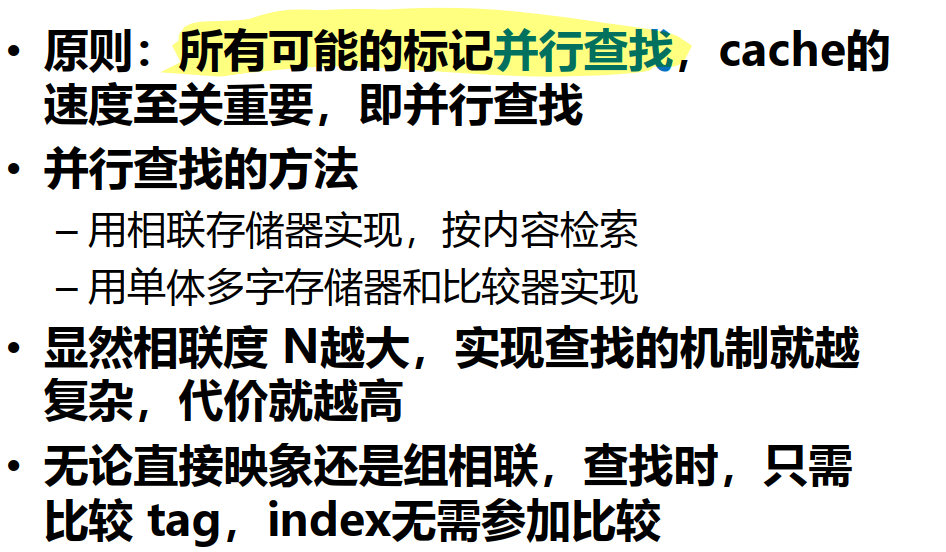 • 原则：所有可能的标记并行查找，cache的
速度至关重要，即并行查找
• 并行查找的方法
– 用相联存储器实现，按内容检索
– 用单体多字存储器和比较器实现
• 显然相联度 N越大，实现查找的机制就越
复杂，代价就越高
• 无论直接映象还是组相联，查找时，只需
比较 tag，index无需参加比较